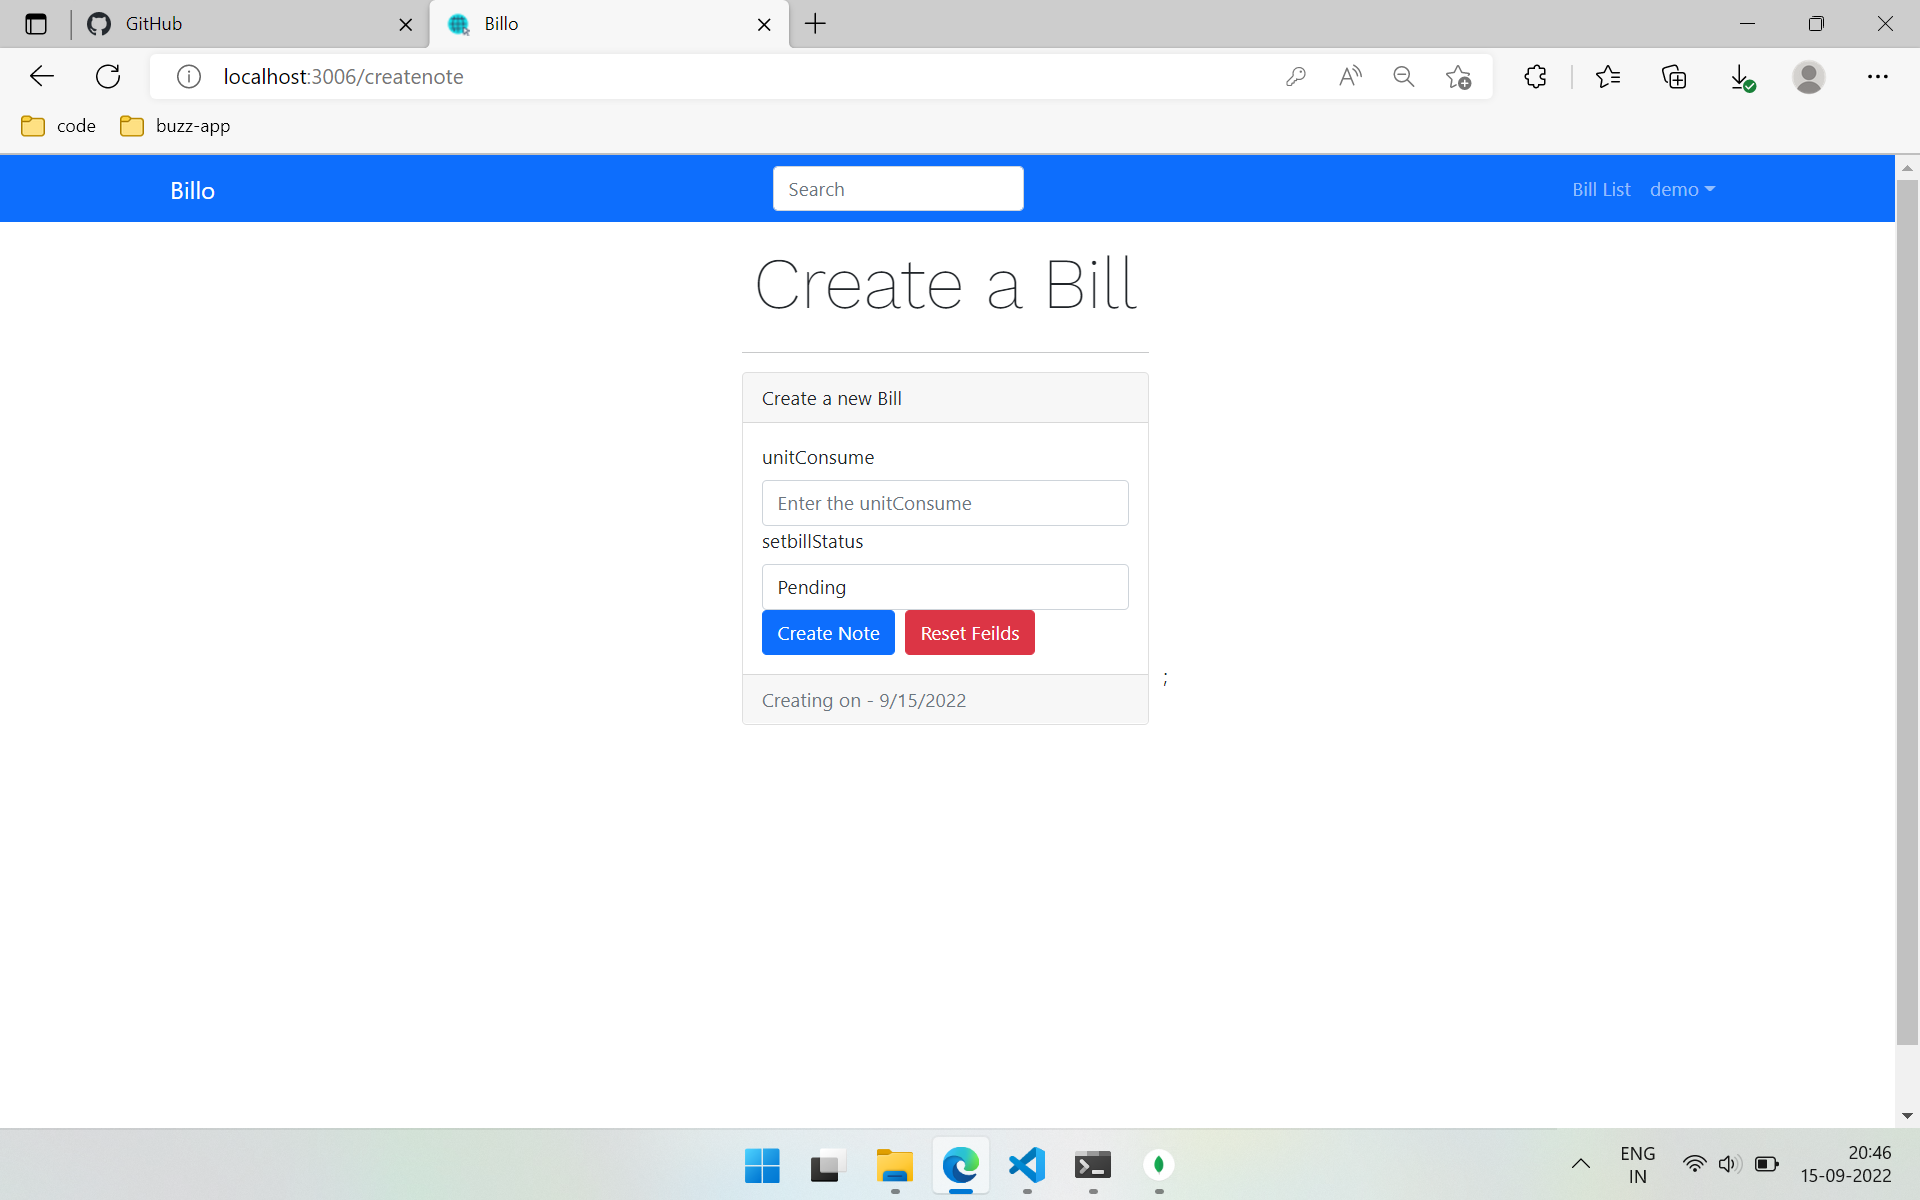 GitHub
Billo
localhost:3006/createnote
code
buzz-app
Billo
Search
Bill List
demo
Create a Bill
Create a new Bill
unitConsume
Enter the unitConsume
setbillStatus
Pending
Create Note
Reset Feilds
;
Creating on - 9/15/2022
ENG
IN
20:46
15-09-2022